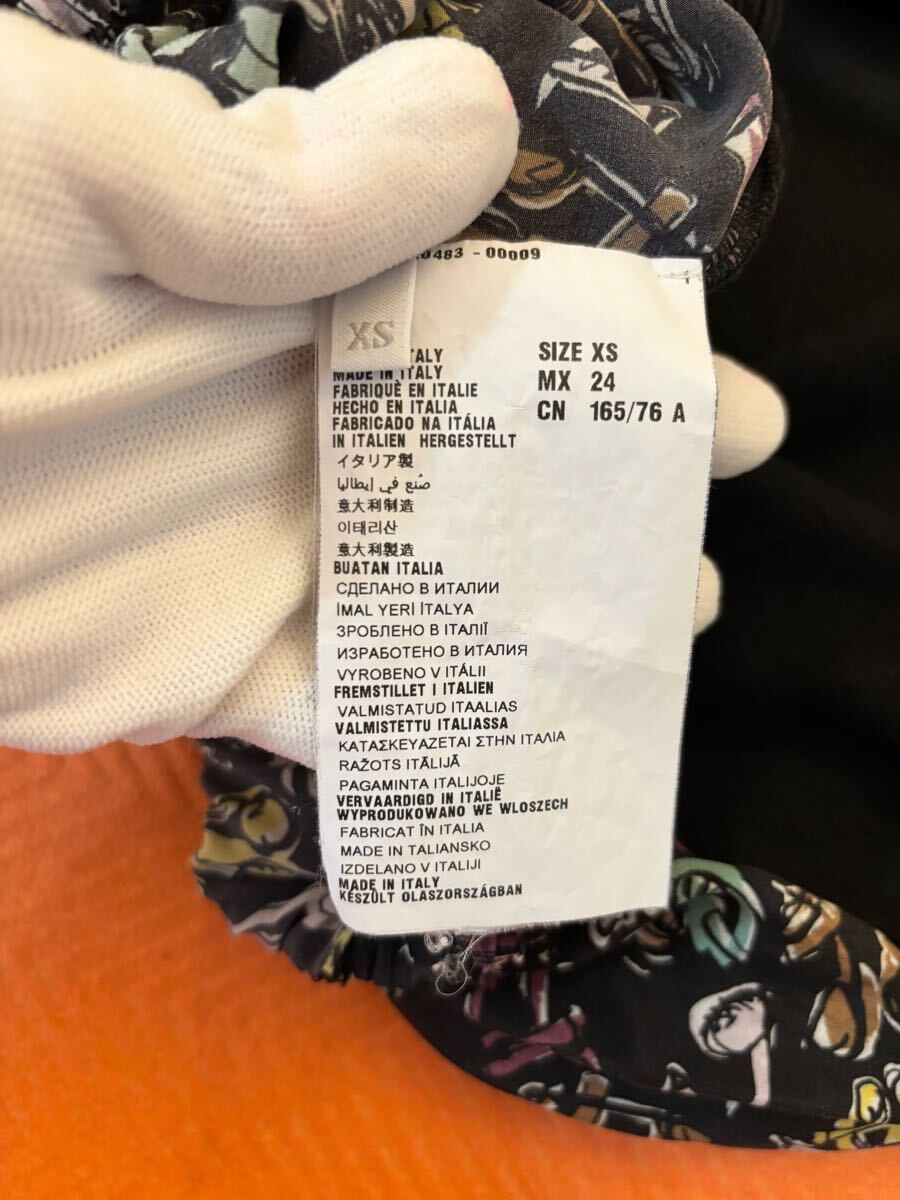 0483 - 00009
XS
TALY
MADE IN ITALY
FABRIQUÈ EN ITALIE
HECHO EN ITALIA
FABRICADO NA ITÁLIA
IN ITALIEN HERGESTELLT
イタリア製
صُنع في إيطاليا
意大利制造
이태리산
意大利製造
BUATAN ITALIA
СДЕЛАНО В ИТАЛИИ
İMAL YERİ İTALYA
ЗРОБЛЕНО В ІТАЛІЇ
ИЗРАБОТЕНО В ИТАЛИЯ
VYROBENO V ITÁLII
FREMSTILLET I ITALIEN
VALMISTATUD ITAALIAS
VALMISTETTU ITALIASSA
ΚΑΤΑΣΚΕΥΑΖΕΤΑΙ ΣΤΗΝ ΙΤΑΛΙΑ
RAŽOTS ITĀLIJĀ
PAGAMINTA ITALIJOJE
VERVAARDIGD IN ITALIË
WYPRODUKOWANO WE WLOSZECH
FABRICAT ÎN ITALIA
MADE IN TALIANSKO
IZDELANO V ITALIJI
MADE IN ITALY
KÉSZÜLT OLASZORSZÁGBAN
SIZE XS
MX 24
CN 165/76 A